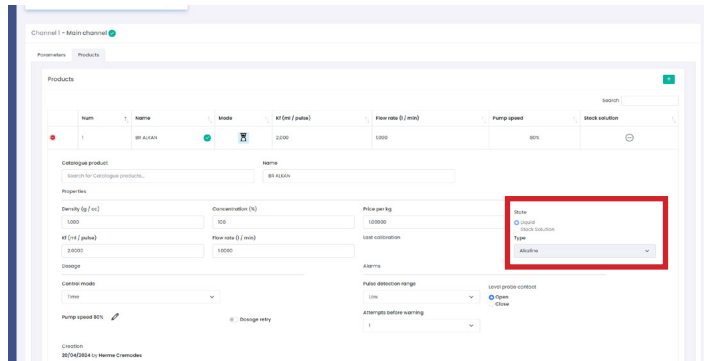 Channel 1 - Main channel
Parameters Products
Products
+
Search
Num Name Mode Kf (ml / pulse) Flow rate (l / min) Pump speed Stock solution
1 BR ALKAN 2.000 1.000 80%
Catalogue product Name
Search for Catalogue products... BR ALKAN
Properties
Density (g / cc) Concentration (%) Price per kg State
1.000 100 1.00000 Liquid
Stock Solution
Kf (ml / pulse) Flow rate (l / min) Last calibration Type
2.0000 1.0000 Alkaline
Dosage Alarms
Control mode Pulse detection range Level probe contact
Time Low Open
Close
Pump speed 80% Dosage retry Attempts before warning
1
Creation
20/04/2024 by Herme Cremades